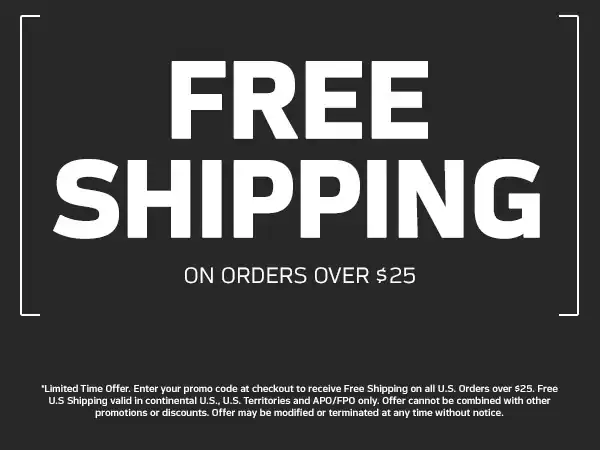 FREE
SHIPPING
ON ORDERS OVER $25
*Limited Time Offer. Enter your promo code at checkout to receive Free Shipping on all U.S. Orders over $25. Free
U.S Shipping valid in continental U.S., U.S. Territories and APO/FPO only. Offer cannot be combined with other
promotions or discounts. Offer may be modified or terminated at any time without notice.